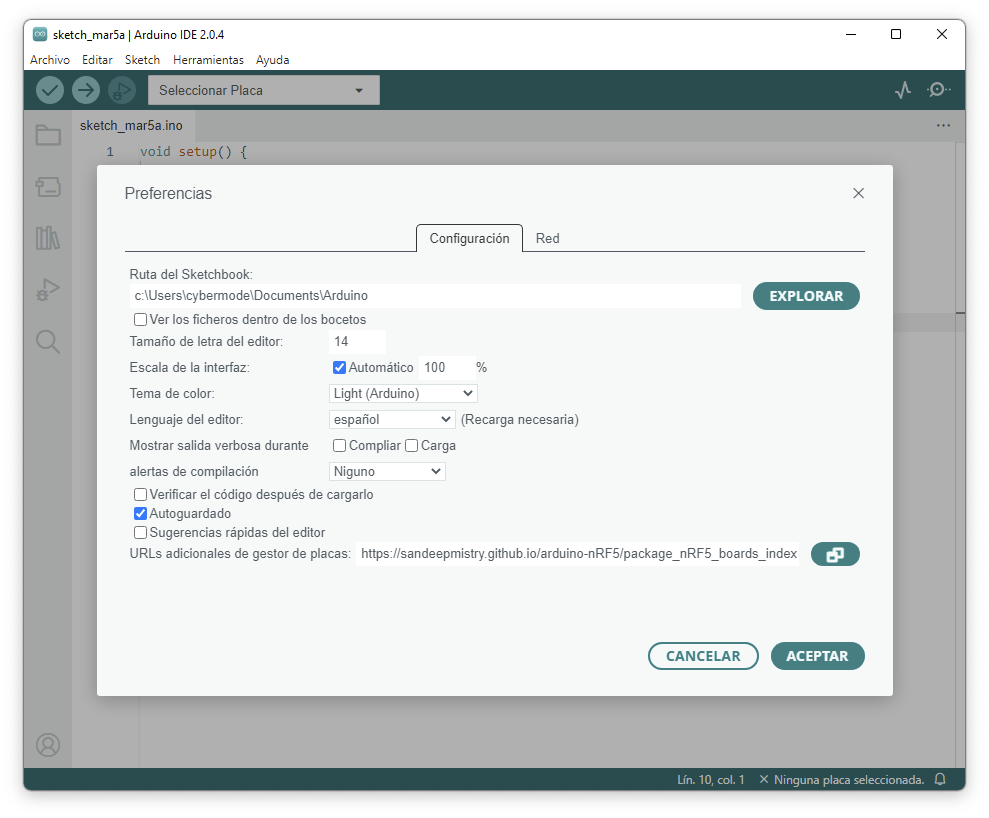 sketch_mar5a | Arduino IDE 2.0.4
Archivo Editar Sketch Herramientas Ayuda
Seleccionar Placa
sketch_mar5a.ino
1 void setup() {
Preferencias
Configuración Red
Ruta del Sketchbook:
c:\Users\cybermode\Documents\Arduino EXPLORAR
Ver los ficheros dentro de los bocetos
Tamaño de letra del editor: 14
Escala de la interfaz: Automático 100 %
Tema de color: Light (Arduino)
Lenguaje del editor: español (Recarga necesaria)
Mostrar salida verbosa durante Compliar Carga
alertas de compilación Niguno
Verificar el código después de cargarlo
Autoguardado
Sugerencias rápidas del editor
URLs adicionales de gestor de placas: https://sandeepmistry.github.io/arduino-nRF5/package_nRF5_boards_index
CANCELAR ACEPTAR
Lín. 10, col. 1 Ninguna placa seleccionada.